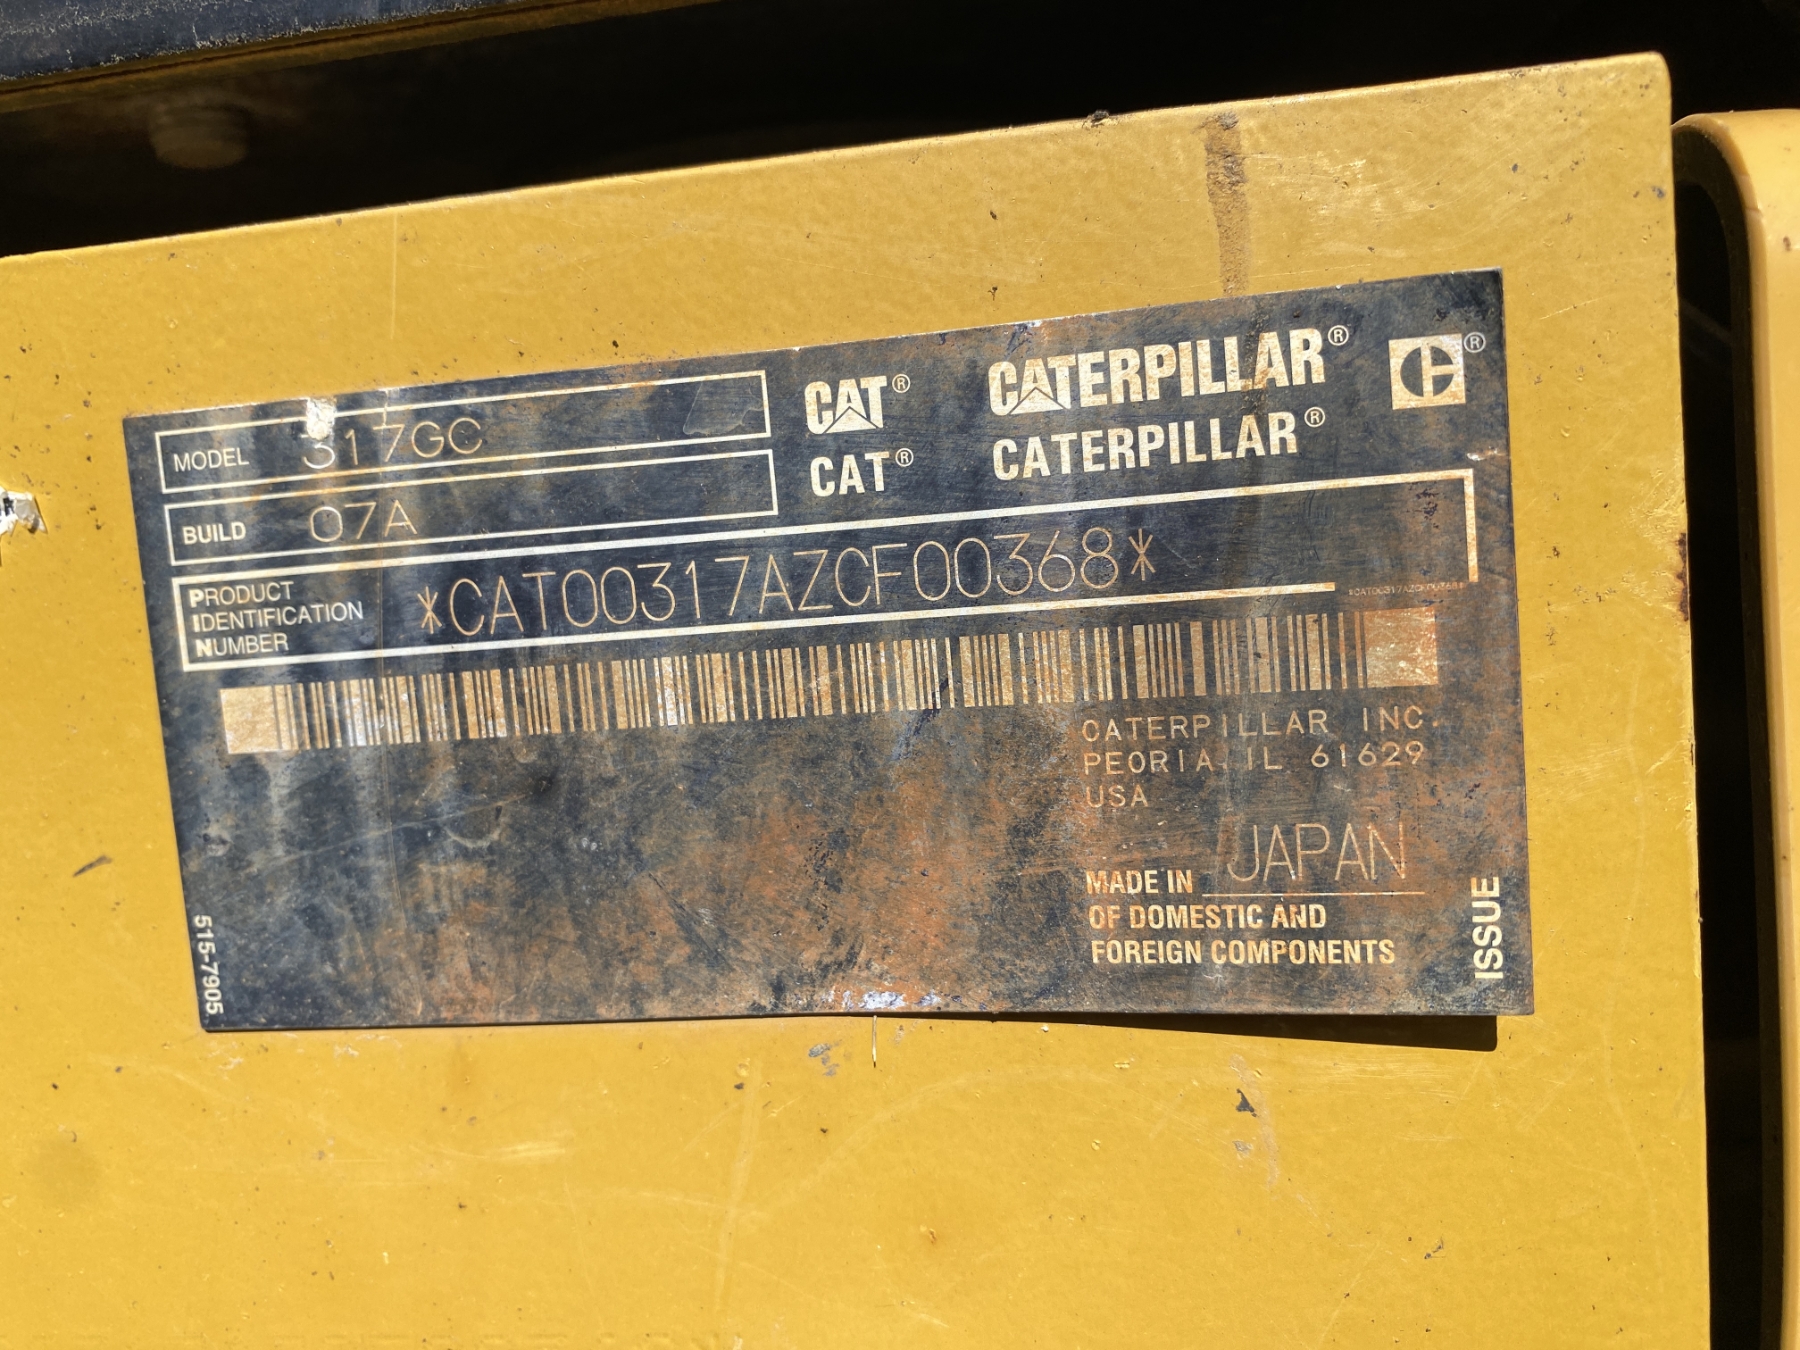 MODEL 317GC
BUILD 07A
CAT® CATERPILLAR® ®
CAT® CATERPILLAR®
PRODUCT
IDENTIFICATION
NUMBER
*CAT00317AZCF00368*
*CAT00317AZCF00368*
CATERPILLAR INC.
PEORIA, IL 61629
USA
MADE IN JAPAN
OF DOMESTIC AND
FOREIGN COMPONENTS
ISSUE
515-7905